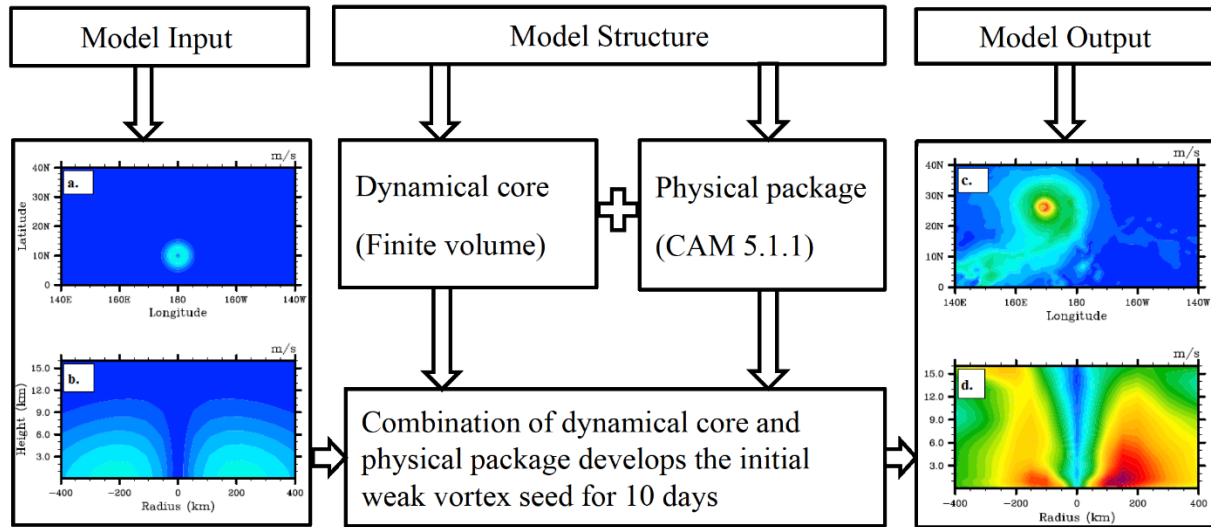 Model Input
Model Structure
Model Output
m/s
a.
40N
30N
20N
10N
0
Latitude
140E 160E 180 160W 140W
Longitude
m/s
b.
15.0
12.0
9.0
6.0
3.0
Height (km)
−400 −200 0 200 400
Radius (km)
Dynamical core
(Finite volume)
Physical package
(CAM 5.1.1)
Combination of dynamical core and
physical package develops the initial
weak vortex seed for 10 days
m/s
c.
40N
30N
20N
10N
0
140E 160E 180 160W 140W
Longitude
m/s
d.
15.0
12.0
9.0
6.0
3.0
−400 −200 0 200 400
Radius (km)